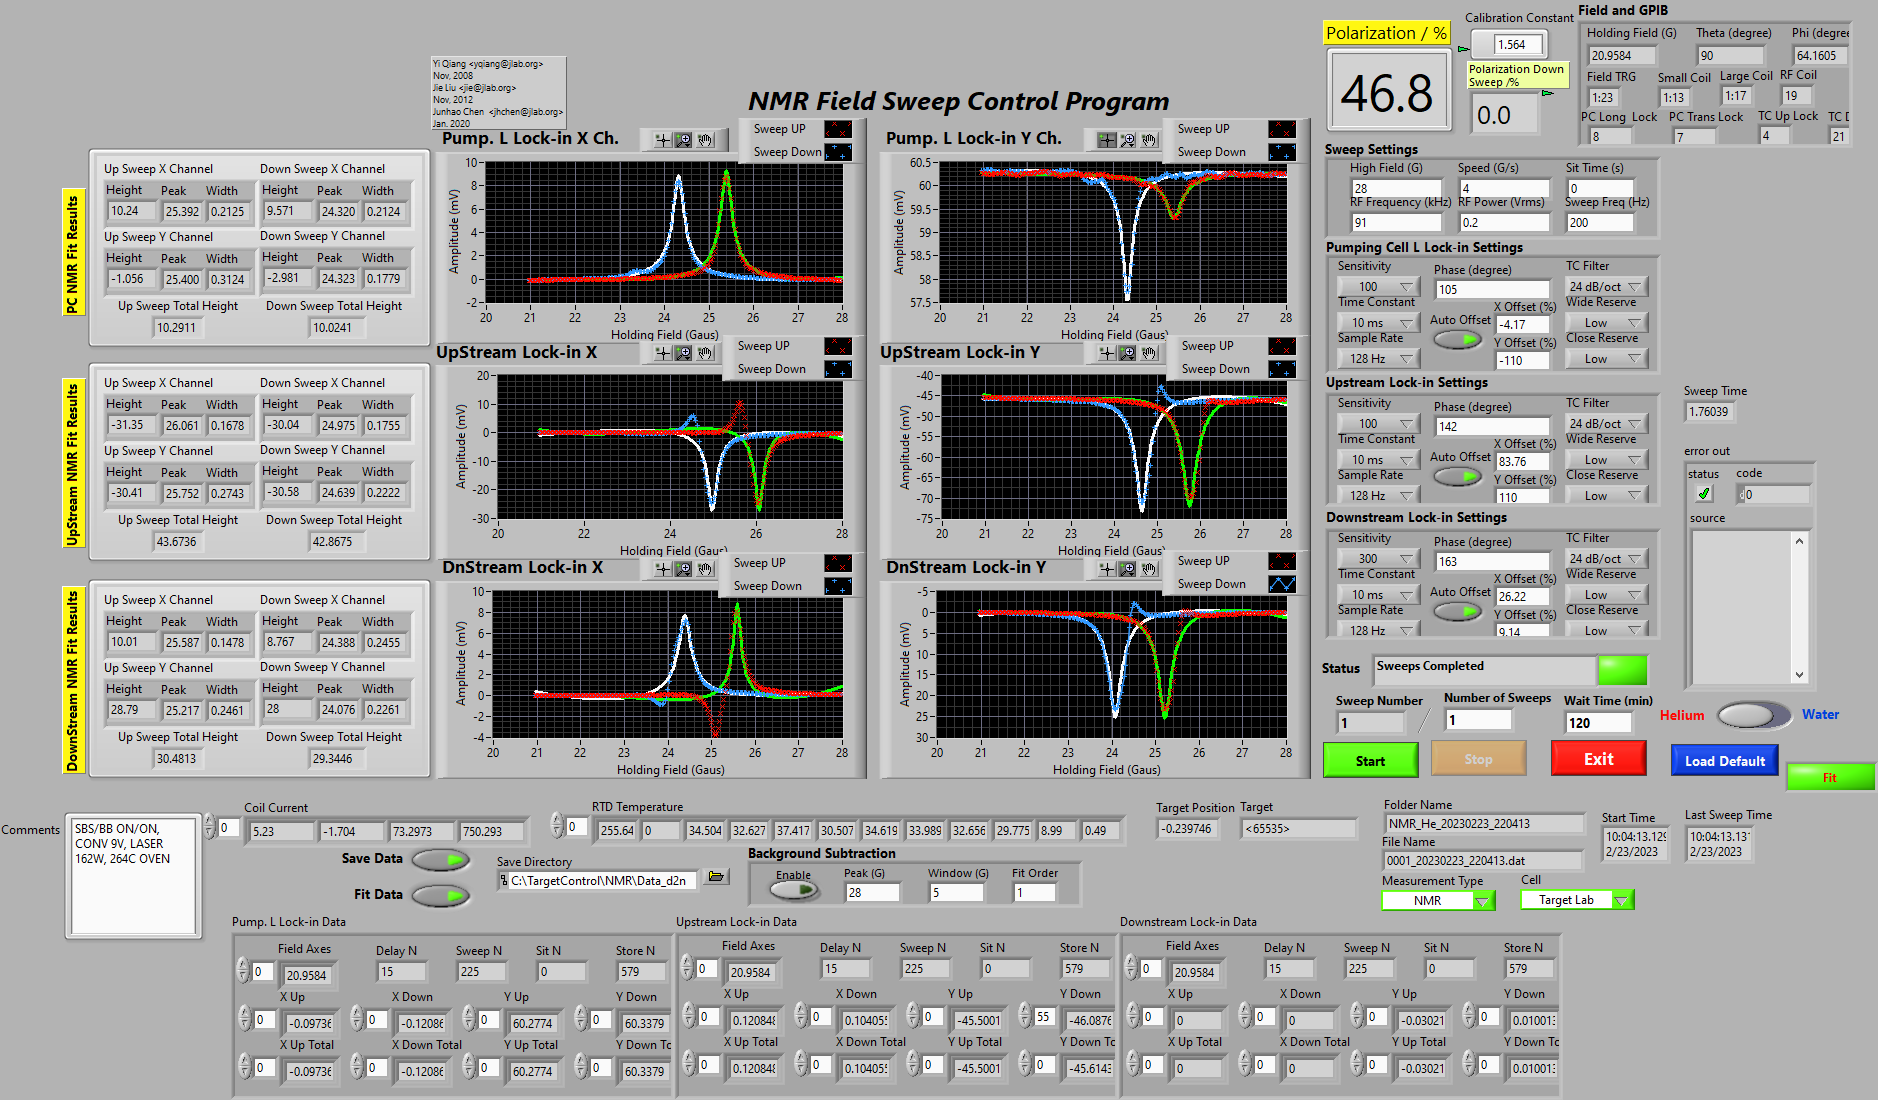 Yi Qiang <yqiang@jlab.org>
Nov, 2008
Jie Liu <jie@jlab.org>
Nov, 2012
Junhao Chen <jhchen@jlab.org>
Jan. 2020
NMR Field Sweep Control Program
Polarization / %
46.8
Calibration Constant
1.564
Polarization Down
Sweep /%
0.0
Field and GPIB
Holding Field (G) Theta (degree) Phi (degree
20.9584 90 64.1605
Field TRG Small Coil Large Coil RF Coil
1:23 1:13 1:17 19
PC Long Lock PC Trans Lock TC Up Lock TC D
8 7 4 21
PC NMR Fit Results
Up Sweep X Channel Down Sweep X Channel
Height Peak Width Height Peak Width
10.24 25.392 0.2125 9.571 24.320 0.2124
Up Sweep Y Channel Down Sweep Y Channel
Height Peak Width Height Peak Width
-1.056 25.400 0.3124 -2.981 24.323 0.1779
Up Sweep Total Height Down Sweep Total Height
10.2911 10.0241
Pump. L Lock-in X Ch.
Sweep UP
Sweep Down
Amplitude (mV)
10
8
6
4
2
0
-2
20 21 22 23 24 25 26 27 28
Holding Field (Gaus)
Pump. L Lock-in Y Ch.
Sweep UP
Sweep Down
Amplitude (mV)
60.5
60
59.5
59
58
57.5
20 21 22 23 24 25 26 27 28
Holding Field (Gaus)
UpStream NMR Fit Results
Up Sweep X Channel Down Sweep X Channel
Height Peak Width Height Peak Width
-31.35 26.061 0.1678 -30.04 24.975 0.1755
Up Sweep Y Channel Down Sweep Y Channel
Height Peak Width Height Peak Width
-30.41 25.752 0.2743 -30.58 24.639 0.2222
Up Sweep Total Height Down Sweep Total Height
43.6736 42.8675
UpStream Lock-in X
Sweep UP
Sweep Down
Amplitude (mV)
20
10
0
-10
-20
-30
20 22 24 26 28
Holding Field (Gaus)
UpStream Lock-in Y
Sweep UP
Sweep Down
Amplitude (mV)
-40
-45
-50
-55
-60
-65
-70
-75
20 21 22 23 24 25 26 27 28
Holding Field (Gaus)
DownStream NMR Fit Results
Up Sweep X Channel Down Sweep X Channel
Height Peak Width Height Peak Width
10.01 25.587 0.1478 8.767 24.388 0.2455
Up Sweep Y Channel Down Sweep Y Channel
Height Peak Width Height Peak Width
28.79 25.217 0.2461 28 24.076 0.2261
Up Sweep Total Height Down Sweep Total Height
30.4813 29.3446
DnStream Lock-in X
Sweep UP
Sweep Down
Amplitude (mV)
10
8
6
4
2
0
-2
-4
20 21 22 23 24 25 26 27 28
Holding Field (Gaus)
DnStream Lock-in Y
Sweep UP
Sweep Down
Amplitude (mV)
-5
0
5
10
15
20
25
30
20 21 22 23 24 25 26 27 28
Holding Field (Gaus)
Sweep Settings
High Field (G) Speed (G/s) Sit Time (s)
28 4 0
RF Frequency (kHz) RF Power (Vrms) Sweep Freq (Hz)
91 0.2 200
Pumping Cell L Lock-in Settings
Sensitivity Phase (degree) TC Filter
100 105 24 dB/oct
Time Constant X Offset (%) Wide Reserve
10 ms Auto Offset -4.17 Low
Sample Rate Y Offset (%) Close Reserve
128 Hz -110 Low
Upstream Lock-in Settings
Sensitivity Phase (degree) TC Filter
100 142 24 dB/oct
Time Constant X Offset (%) Wide Reserve
10 ms Auto Offset 83.76 Low
Sample Rate Y Offset (%) Close Reserve
128 Hz 110 Low
Downstream Lock-in Settings
Sensitivity Phase (degree) TC Filter
300 163 24 dB/oct
Time Constant X Offset (%) Wide Reserve
10 ms Auto Offset 26.22 Low
Sample Rate Y Offset (%) Close Reserve
128 Hz 9.14 Low
Sweep Time
1.76039
error out
status code
0
source
Status Sweeps Completed
Sweep Number Number of Sweeps Wait Time (min)
1 / 1 120
Helium Water
Start Stop Exit Load Default Fit
Comments
SBS/BB ON/ON,
CONV 9V, LASER
162W, 264C OVEN
Coil Current
0 5.23 -1.704 73.2973 750.293
RTD Temperature
0 255.64 0 34.504 32.627 37.417 30.507 34.619 33.989 32.656 29.775 8.99 0.49
Target Position Target
-0.239746 <65535>
Folder Name
NMR_He_20230223_220413
File Name
0001_20230223_220413.dat
Start Time
10:04:13.129
2/23/2023
Last Sweep Time
10:04:13.13
2/23/2023
Measurement Type Cell
NMR Target Lab
Save Data
Fit Data
Save Directory
C:\TargetControl\NMR\Data_d2n
Background Subtraction
Enable Peak (G) Window (G) Fit Order
28 5 1
Pump. L Lock-in Data
Field Axes Delay N Sweep N Sit N Store N
0 20.9584 15 225 0 579
X Up X Down Y Up Y Down
0 -0.09736 0 -0.12086 0 60.2774 0 60.3379
X Up Total X Down Total Y Up Total Y Down To
0 -0.09736 0 -0.12086 0 60.2774 0 60.3379
Upstream Lock-in Data
Field Axes Delay N Sweep N Sit N Store N
0 20.9584 15 225 0 579
X Up X Down Y Up Y Down
0 0.120848 0 0.104055 0 -45.5001 55 -46.0876
X Up Total X Down Total Y Up Total Y Down To
0 0.120848 0 0.104055 0 -45.5001 0 -45.6143
Downstream Lock-in Data
Field Axes Delay N Sweep N Sit N Store N
0 20.9584 15 225 0 579
X Up X Down Y Up Y Down
0 0 0 0 0 -0.03021 0 0.010013
X Up Total X Down Total Y Up Total Y Down To
0 0 0 0 0 -0.03021 0 0.010013